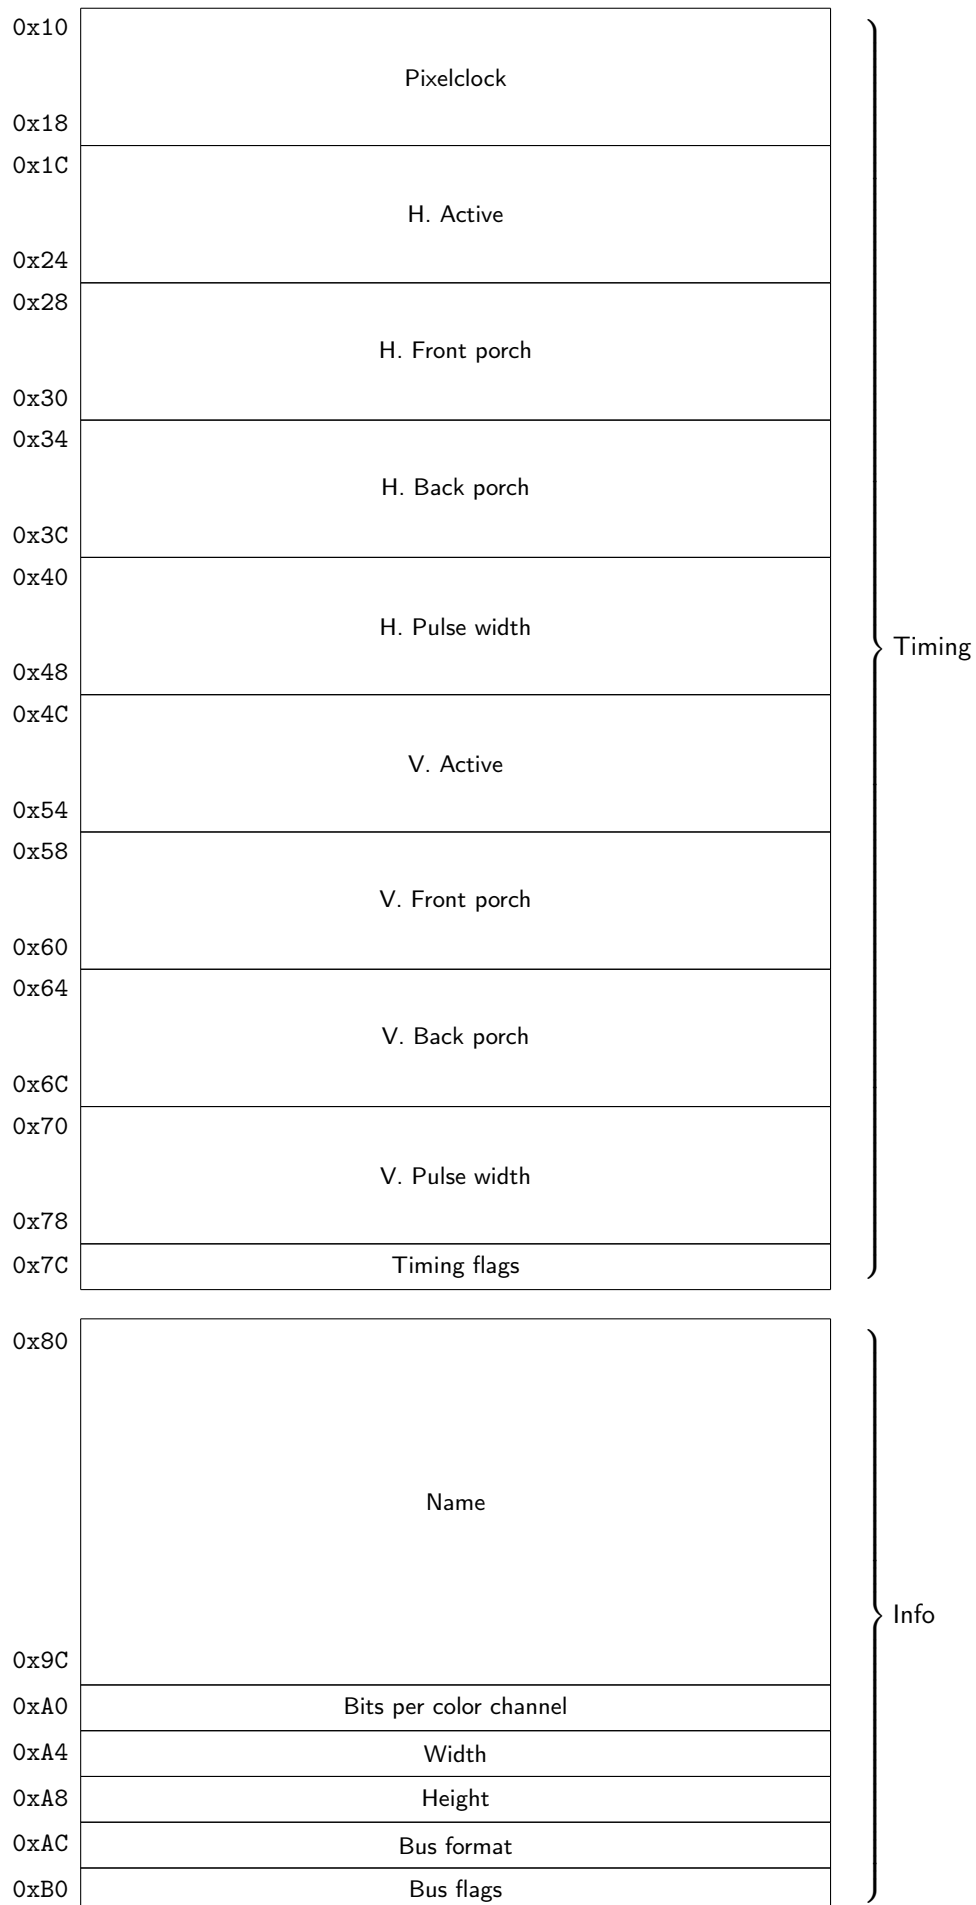 0x10
Pixelclock
0x18
0x1C
H. Active
0x24
0x28
H. Front porch
0x30
0x34
H. Back porch
0x3C
0x40
H. Pulse width
Timing
0x48
0x4C
V. Active
0x54
0x58
V. Front porch
0x60
0x64
V. Back porch
0x6C
0x70
V. Pulse width
0x78
0x7C Timing flags
0x80
Name
Info
0x9C
0xA0 Bits per color channel
0xA4 Width
0xA8 Height
0xAC Bus format
0xB0 Bus flags